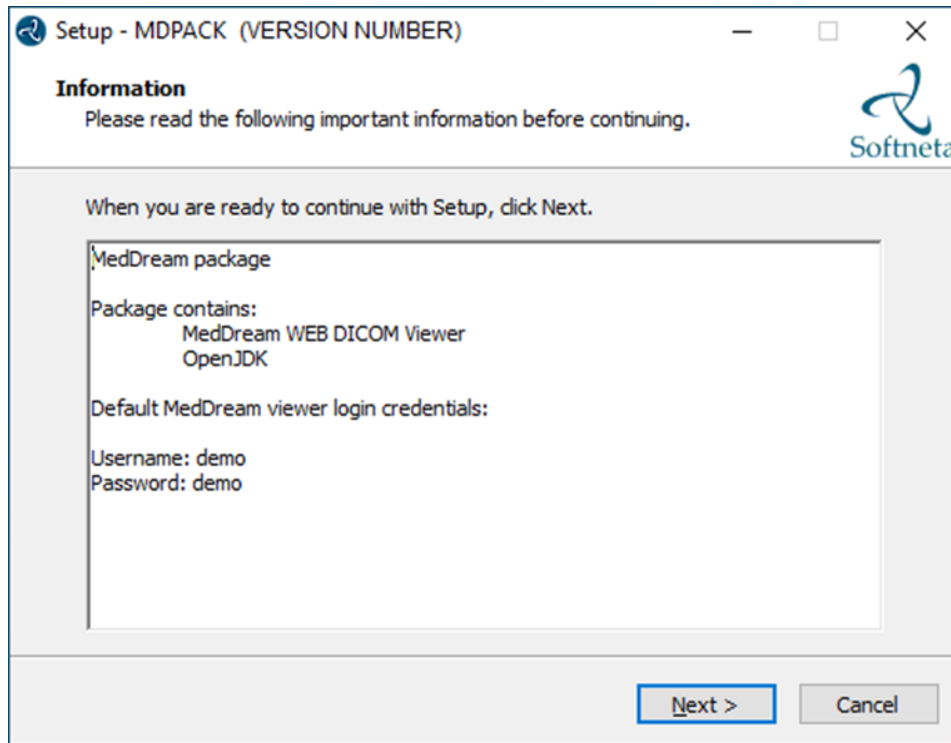 Setup - MDPACK (VERSION NUMBER)
Information
Please read the following important information before continuing.
Softneta
When you are ready to continue with Setup, click Next.
MedDream package
Package contains:
MedDream WEB DICOM Viewer
OpenJDK
Default MedDream viewer login credentials:
Username: demo
Password: demo
Next >
Cancel